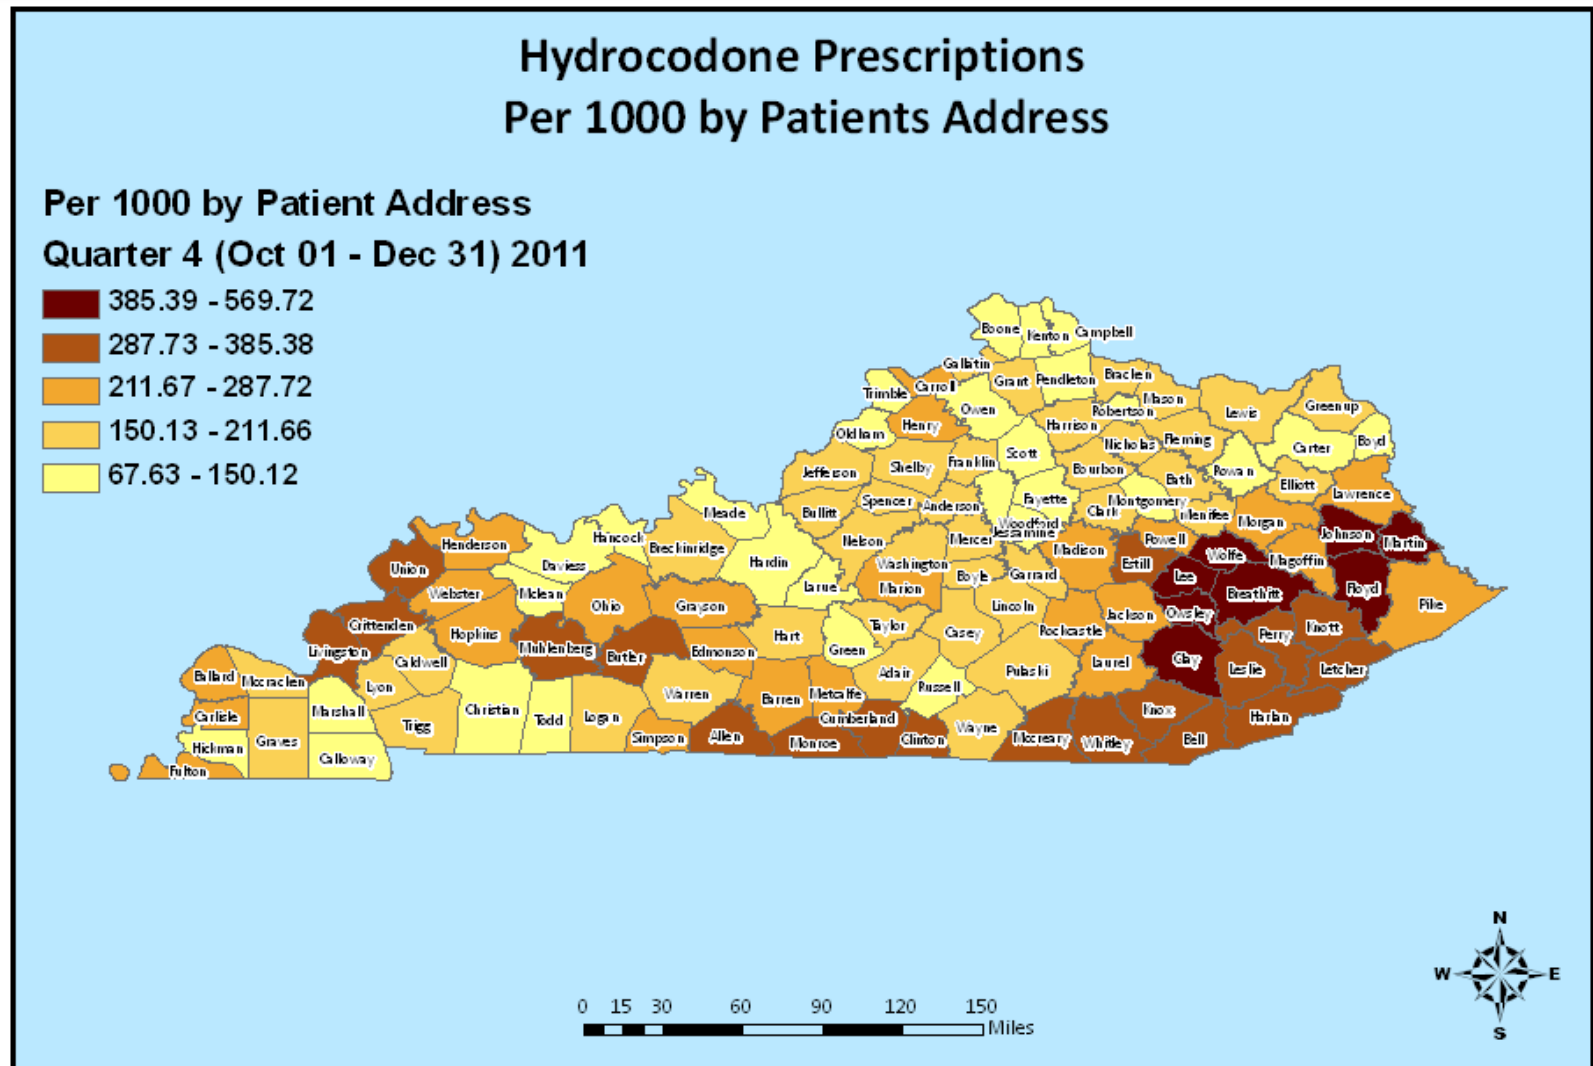 Hydrocodone Prescriptions
Per 1000 by Patients Address
Per 1000 by Patient Address
Quarter 4 (Oct 01 - Dec 31) 2011
385.39 - 569.72
287.73 - 385.38
211.67 - 287.72
150.13 - 211.66
67.63 - 150.12
Boone
Kenton
Campbell
Gallatin
Carroll
Grant
Pendleton
Bracken
Trimble
Owen
Mason
Robertson
Lewis
Greenup
Oldham
Henry
Harrison
Nicholas
Fleming
Carter
Boyd
Jefferson
Shelby
Franklin
Scott
Bourbon
Bath
Rowan
Elliott
Lawrence
Meade
Bullitt
Spencer
Anderson
Fayette
Woodford
Jessamine
Clark
Montgomery
Menifee
Morgan
Johnson
Martin
Henderson
Hancock
Daviess
Breckinridge
Hardin
Nelson
Mercer
Washington
Madison
Powell
Estill
Wolfe
Magoffin
Union
Webster
Mclean
Ohio
Grayson
Larue
Marion
Boyle
Garrard
Lee
Breathitt
Floyd
Pike
Crittenden
Hopkins
Muhlenberg
Butler
Edmonson
Hart
Green
Taylor
Casey
Lincoln
Rockcastle
Jackson
Owsley
Perry
Knott
Livingston
Caldwell
Lyon
Ballard
Mccracken
Marshall
Trigg
Christian
Todd
Logan
Warren
Barren
Metcalfe
Adair
Russell
Pulaski
Laurel
Clay
Leslie
Letcher
Carlisle
Hickman
Graves
Calloway
Fulton
Simpson
Allen
Monroe
Cumberland
Clinton
Wayne
Mccreary
Whitley
Knox
Bell
Harlan
N
W
E
S
0 15 30 60 90 120 150
Miles